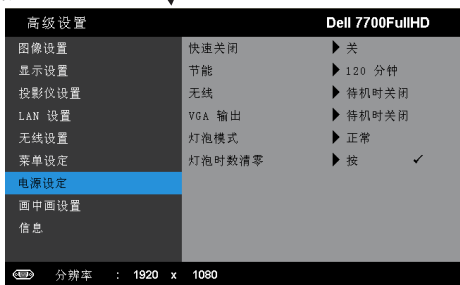 高级设置 Dell 7700FullHD
图像设置 快速关闭 关
显示设置 节能 120 分钟
投影仪设置 无线 待机时关闭
LAN 设置 VGA 输出 待机时关闭
无线设置 灯泡模式 正常
菜单设定 灯泡时数清零 按 ✓
电源设定
画中画设置
信息
分辨率 : 1920 x 1080